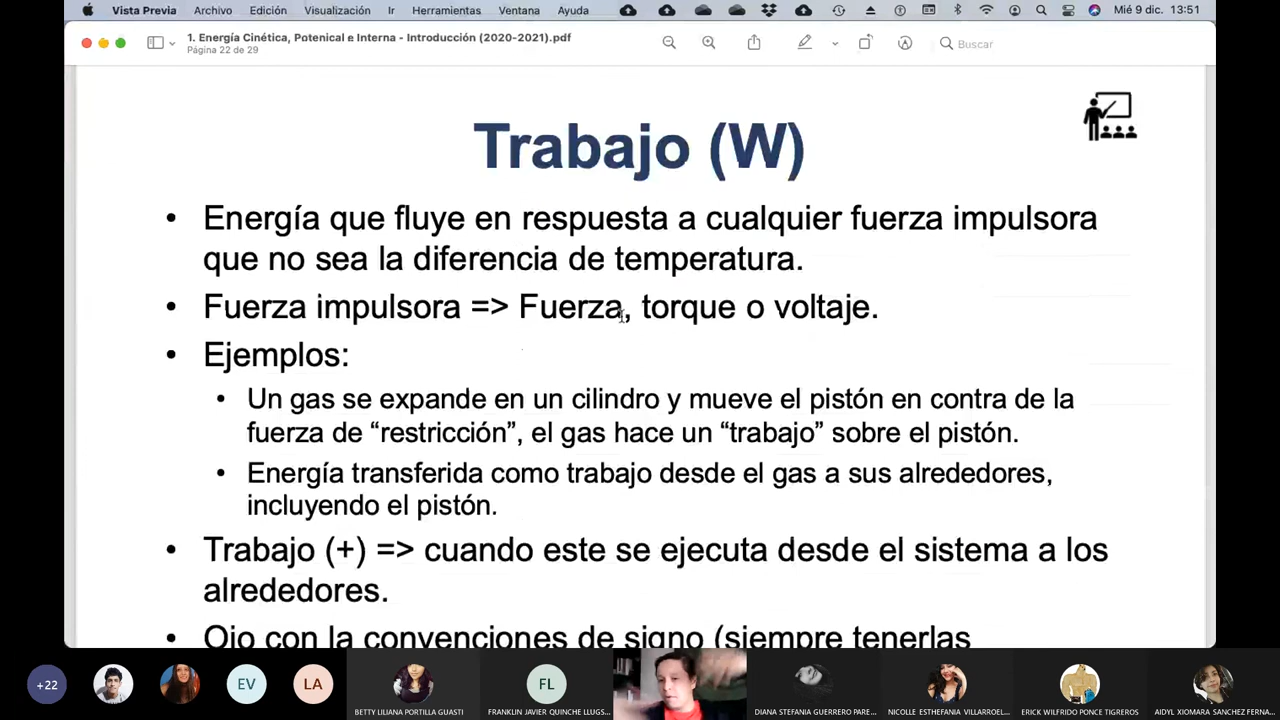 Vista Previa Archivo Edición Visualización Ir Herramientas Ventana Ayuda Mié 9 dic. 13:51
1. Energía Cinética, Potenical e Interna - Introducción (2020-2021).pdf
Página 22 de 29
Buscar
Trabajo (W)
• Energía que fluye en respuesta a cualquier fuerza impulsora
que no sea la diferencia de temperatura.
• Fuerza impulsora => Fuerza, torque o voltaje.
• Ejemplos:
• Un gas se expande en un cilindro y mueve el pistón en contra de la
fuerza de “restricción”, el gas hace un “trabajo” sobre el pistón.
• Energía transferida como trabajo desde el gas a sus alrededores,
incluyendo el pistón.
• Trabajo (+) => cuando este se ejecuta desde el sistema a los
alrededores.
• Ojo con la convenciones de signo (siempre tenerlas
+22 EV LA FL
BETTY LILIANA PORTILLA GUASTI FRANKLIN JAVIER QUINCHE LLUGS... DIANA STEFANIA GUERRERO PARE... NICOLLE ESTHEFANIA VILLARROEL... ERICK WILFRIDO PONCE TIGREROS AIDYL XIOMARA SANCHEZ FERNA...